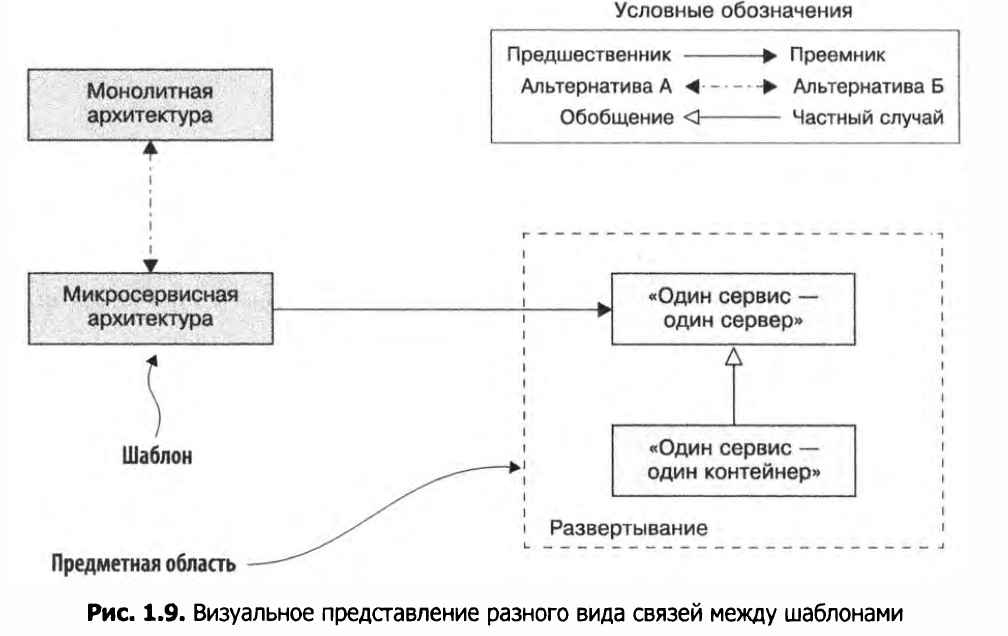 Условные обозначения
Предшественник Преемник
Альтернатива А Альтернатива Б
Обобщение Частный случай
Монолитная
архитектура
Микросервисная
архитектура
«Один сервис —
один сервер»
«Один сервис —
один контейнер»
Развертывание
Шаблон
Предметная область
Рис. 1.9. Визуальное представление разного вида связей между шаблонами